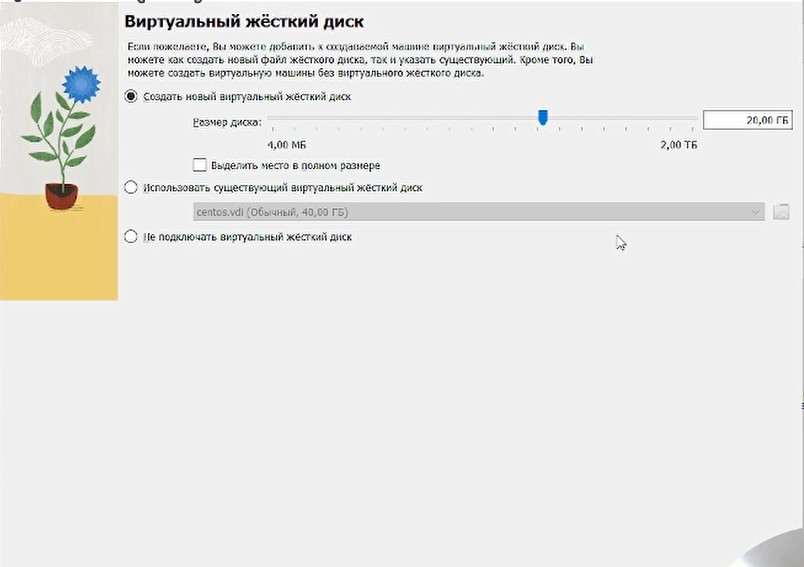 Виртуальный жёсткий диск
Если пожелаете, Вы можете добавить к создаваемой машине виртуальный жёсткий диск. Вы
можете как создать новый файл жёсткого диска, так и указать существующий. Кроме того, Вы
можете создать виртуальную машины без виртуального жёсткого диска.
Создать новый виртуальный жёсткий диск
Размер диска:
20,00 ГБ
4,00 МБ
2,00 ТБ
Выделить место в полном размере
Использовать существующий виртуальный жёсткий диск
centos.vdi (Обычный, 40,00 ГБ)
Не подключать виртуальный жёсткий диск